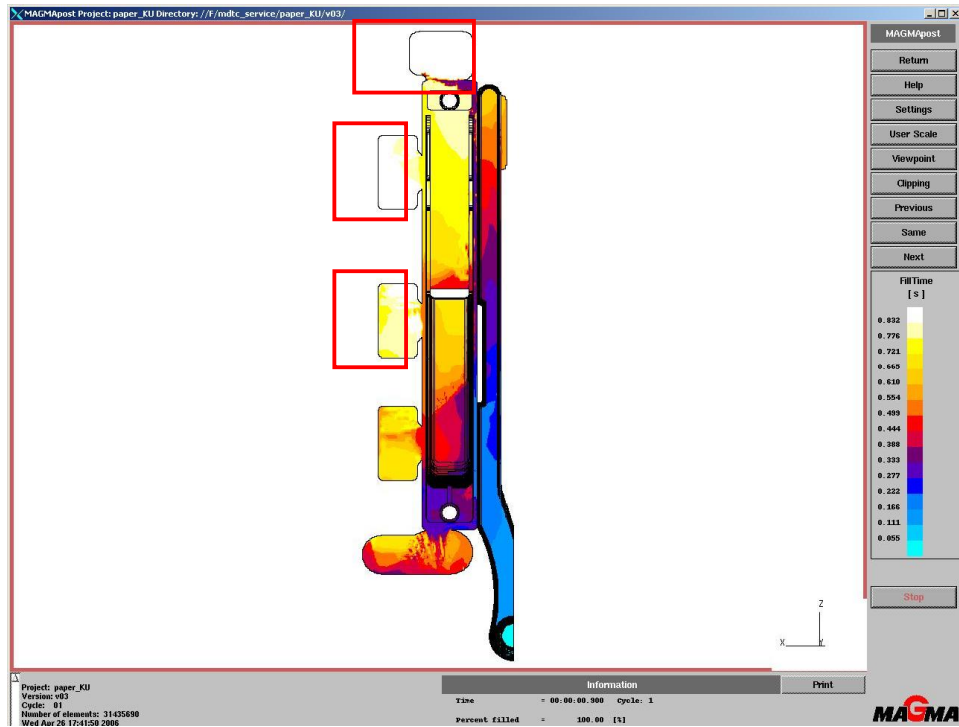 MAGMApost Project: paper_KU Directory: //F/mdtc_service/paper_KU/v03/
MAGMApost
Return
Help
Settings
User Scale
Viewpoint
Clipping
Previous
Same
Next
FillTime
[ s ]
0.832
0.776
0.721
0.665
0.610
0.554
0.499
0.444
0.388
0.333
0.277
0.222
0.166
0.111
0.055
Stop
Z
X
Y
Project: paper_KU
Version: v03
Cycle: 01
Number of elements: 31435690
Wed Apr 26 17:41:50 2006
Information
Print
Time = 00:00:00.900 Cycle: 1
Percent filled = 100.00 [%]
MAGMA